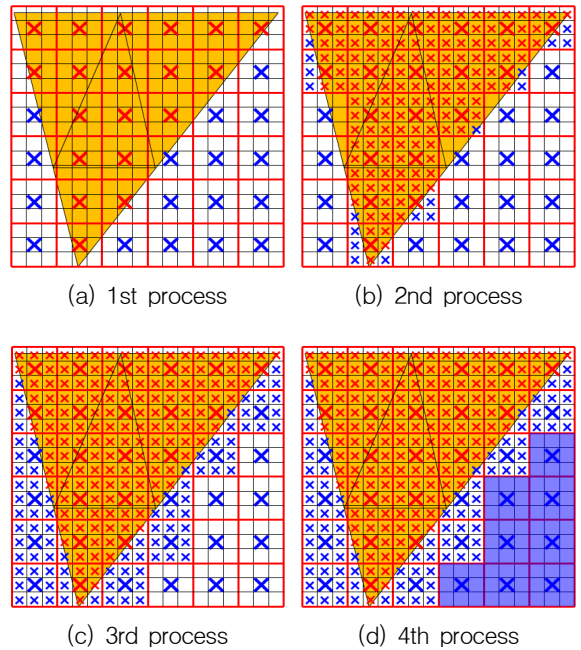 (a) 1st process
(b) 2nd process
(c) 3rd process
(d) 4th process